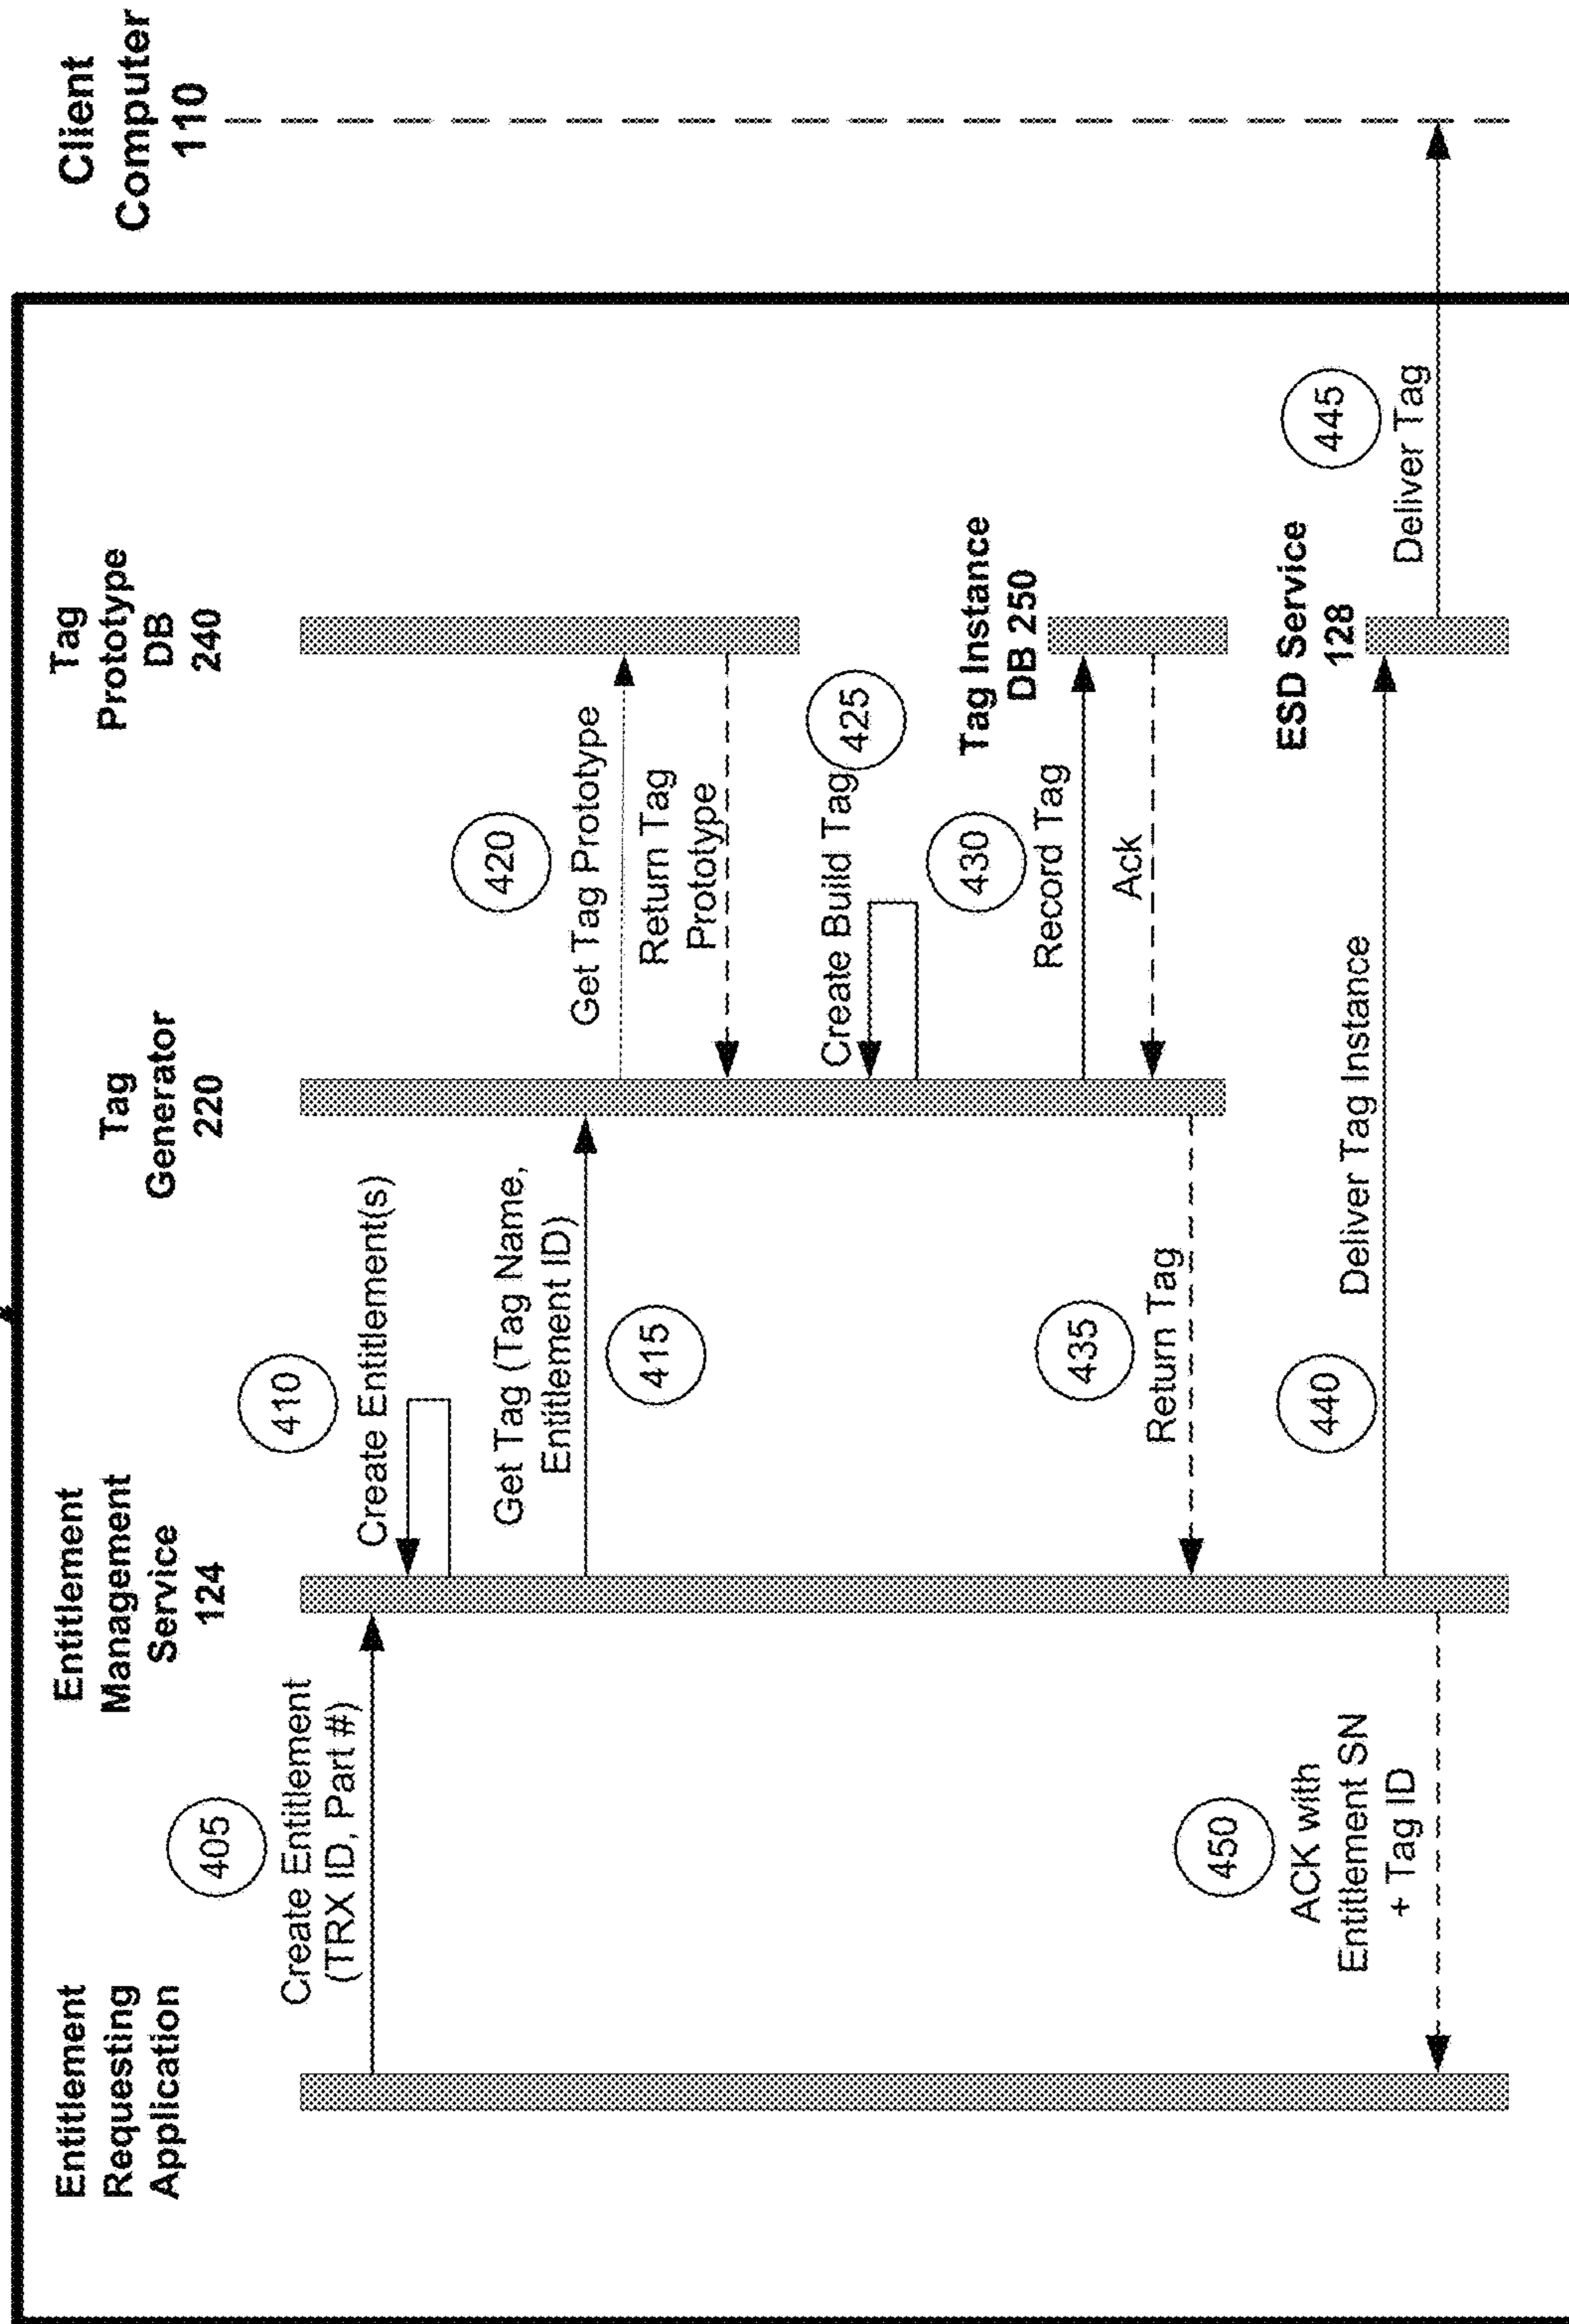 Entitlement
Requesting
Application
Entitlement
Management
Service
124
Tag
Generator
220
Tag
Prototype
DB
240
Client
Computer
110
405
Create Entitlement
(TRX ID, Part #)
410
Create Entitlement(s)
Get Tag (Tag Name,
Entitlement ID)
415
420
Get Tag Prototype
Return Tag
Prototype
425
Create Build Tag
Tag Instance
DB 250
430
Record Tag
Ack
435
Return Tag
ESD Service
128
440
Deliver Tag Instance
445
Deliver Tag
450
ACK with
Entitlement SN
+ Tag ID